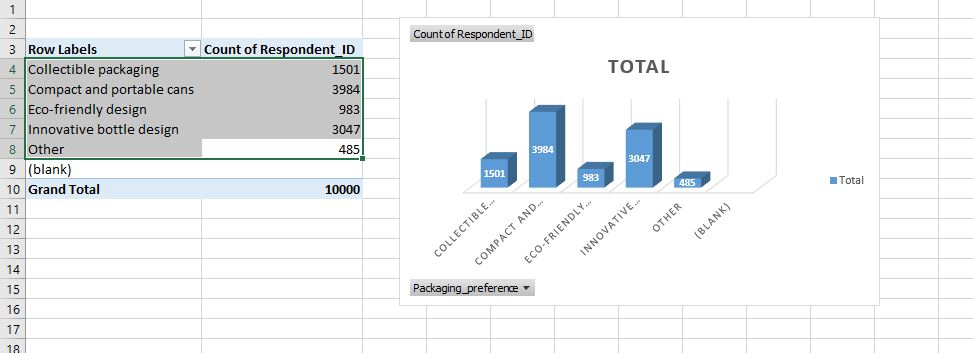 1
2
3 Row Labels Count of Respondent_ID
4 Collectible packaging 1501
5 Compact and portable cans 3984
6 Eco-friendly design 983
7 Innovative bottle design 3047
8 Other 485
9 (blank)
10 Grand Total 10000
11
12
13
14
15
16
17
18
Count of Respondent_ID
TOTAL
1501
3984
983
3047
485
COLLECTIBLE...
COMPACT AND...
ECO-FRIENDLY...
INNOVATIVE...
OTHER
(BLANK)
Total
Packaging_preference